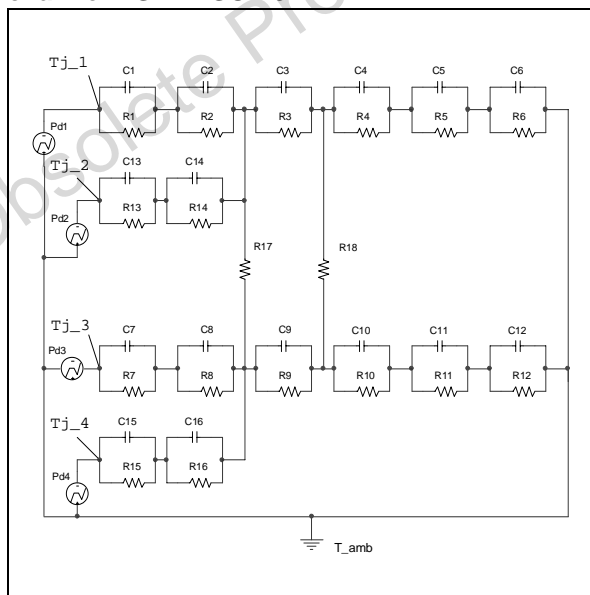 Obsolete Pro
Tj_1
C1 C2 C3 C4 C5 C6
R1 R2 R3 R4 R5 R6
Pd1
Tj_2
C13 C14
R13 R14
Pd2
R17 R18
Tj_3
C7 C8 C9 C10 C11 C12
Pd3
R7 R8 R9 R10 R11 R12
Tj_4
C15 C16
R15 R16
Pd4
T_amb